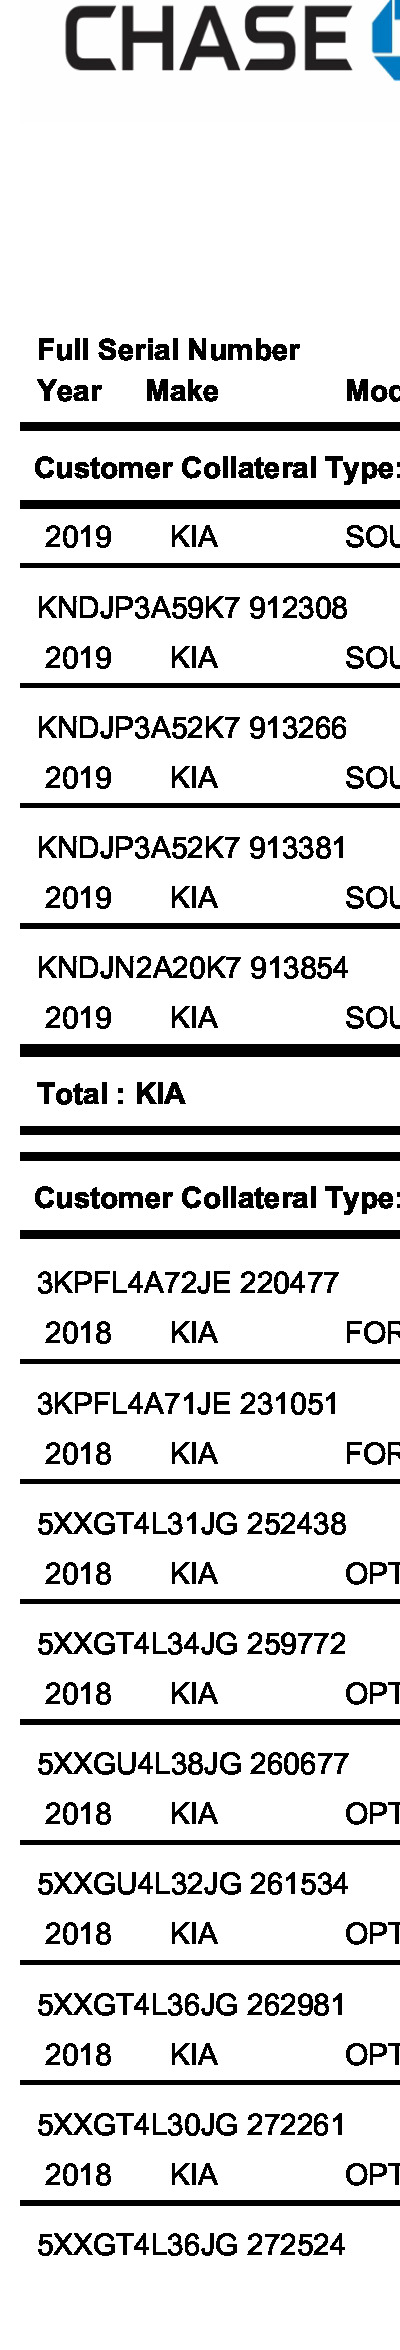 CHASE
Full Serial Number
Year Make Mod
Customer Collateral Type:
2019 KIA SOU
KNDJP3A59K7 912308
2019 KIA SOU
KNDJP3A52K7 913266
2019 KIA SOU
KNDJP3A52K7 913381
2019 KIA SOU
KNDJN2A20K7 913854
2019 KIA SOU
Total : KIA
Customer Collateral Type:
3KPFL4A72JE 220477
2018 KIA FOR
3KPFL4A71JE 231051
2018 KIA FOR
5XXGT4L31JG 252438
2018 KIA OPT
5XXGT4L34JG 259772
2018 KIA OPT
5XXGU4L38JG 260677
2018 KIA OPT
5XXGU4L32JG 261534
2018 KIA OPT
5XXGT4L36JG 262981
2018 KIA OPT
5XXGT4L30JG 272261
2018 KIA OPT
5XXGT4L36JG 272524